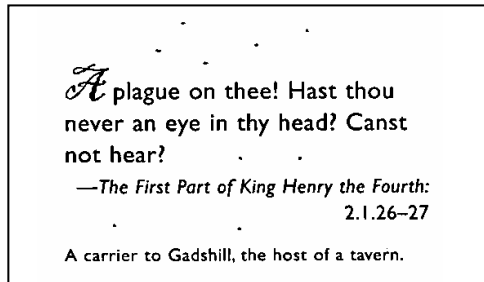 A plague on thee! Hast thou
never an eye in thy head? Canst
not hear?
—The First Part of King Henry the Fourth:
2.1.26–27
A carrier to Gadshill, the host of a tavern.